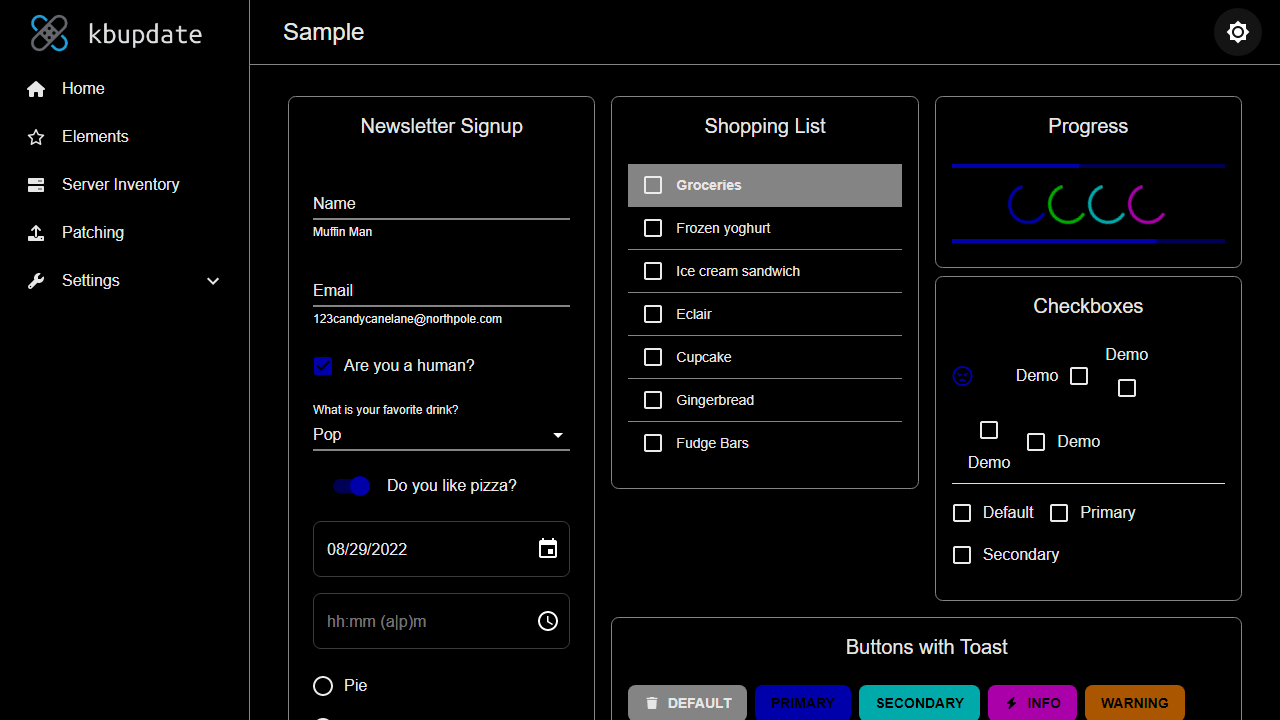 kbupdate
Sample
Home
Elements
Server Inventory
Patching
Settings
Newsletter Signup
Name
Muffin Man
Email
123candycanelane@northpole.com
Are you a human?
What is your favorite drink?
Pop
Do you like pizza?
08/29/2022
hh:mm (a|p)m
Pie
Shopping List
Groceries
Frozen yoghurt
Ice cream sandwich
Eclair
Cupcake
Gingerbread
Fudge Bars
Progress
Checkboxes
Demo
Demo
Demo
Demo
Default Primary
Secondary
Buttons with Toast
DEFAULT PRIMARY SECONDARY INFO WARNING